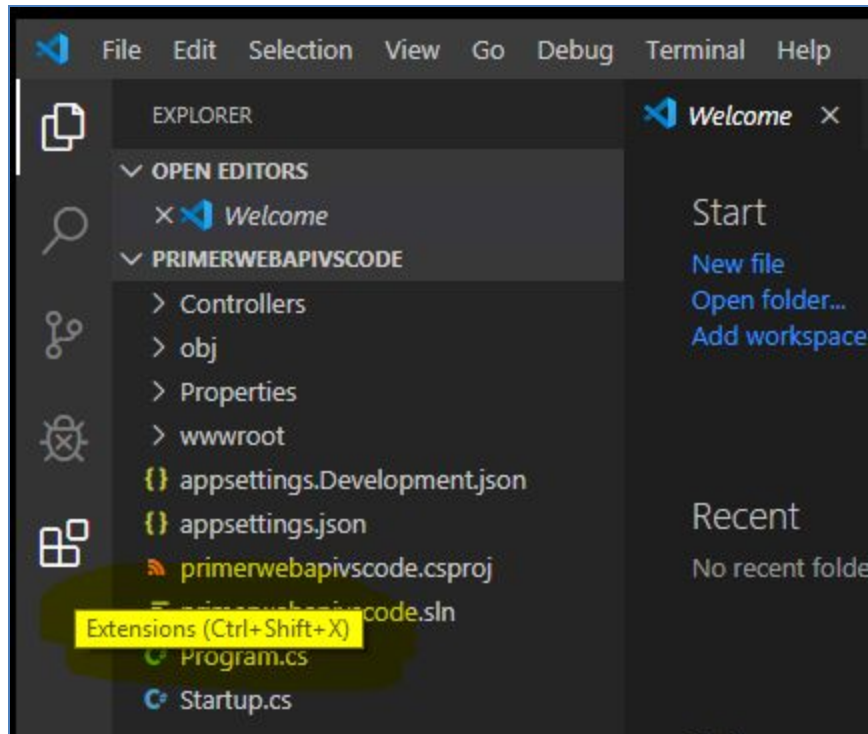 File Edit Selection View Go Debug Terminal Help
EXPLORER
OPEN EDITORS
Welcome
PRIMERWEBAPIVSCODE
Controllers
obj
Properties
wwwroot
appsettings.Development.json
appsettings.json
primerwebapivscode.csproj
primerwebapivscode.sln
Extensions (Ctrl+Shift+X)
Program.cs
Startup.cs
Welcome
Start
New file
Open folder...
Add workspace
Recent
No recent folde